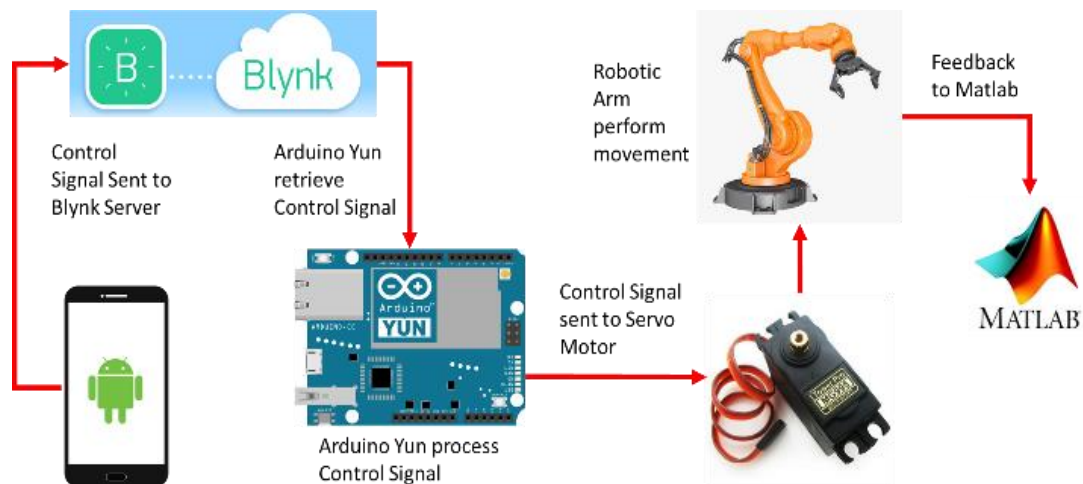 B
Blynk
Control
Signal Sent to
Blynk Server
Arduino Yun
retrieve
Control Signal
Arduino
YUN
Arduino Yun process
Control Signal
Control Signal
sent to Servo
Motor
Robotic
Arm
perform
movement
Feedback
to Matlab
MATLAB